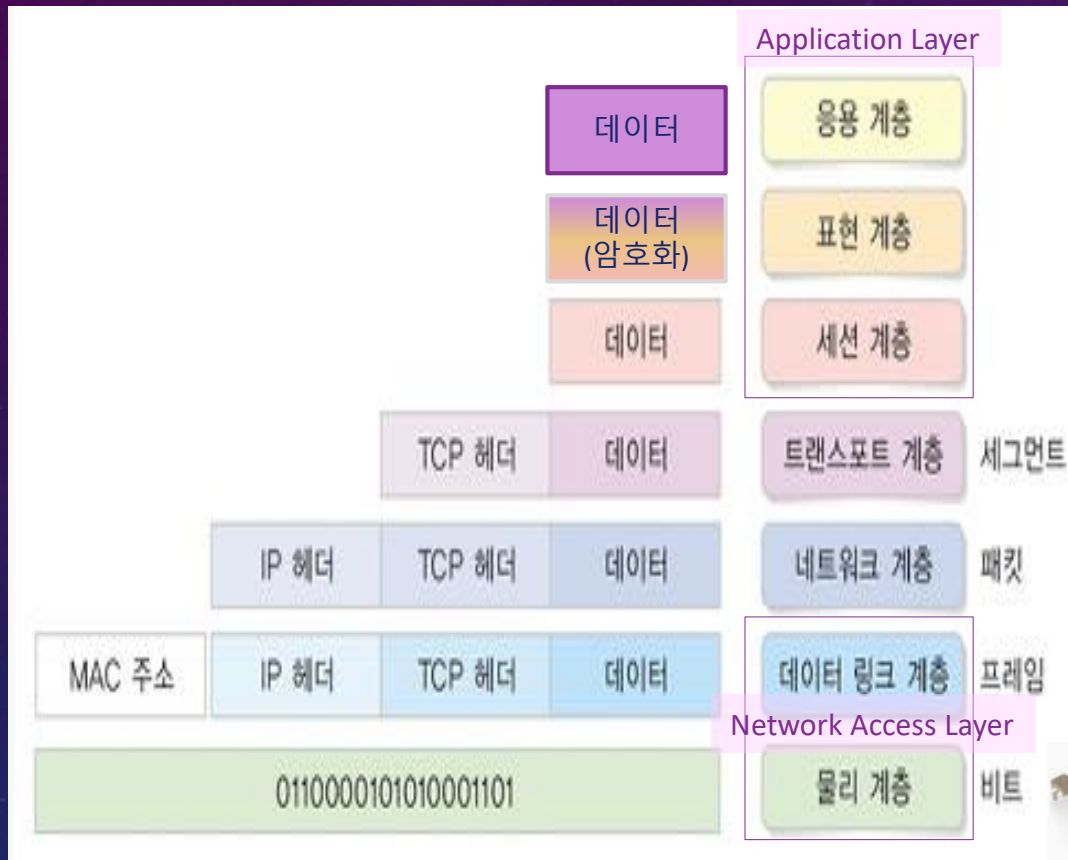 Application Layer
데이터 응용 계층
데이터
(암호화)
표현 계층
데이터 세션 계층
TCP 헤더 데이터 트랜스포트 계층 세그먼트
IP 헤더 TCP 헤더 데이터 네트워크 계층 패킷
MAC 주소 IP 헤더 TCP 헤더 데이터 데이터 링크 계층 프레임
Network Access Layer
0110000101010001101 물리 계층 비트